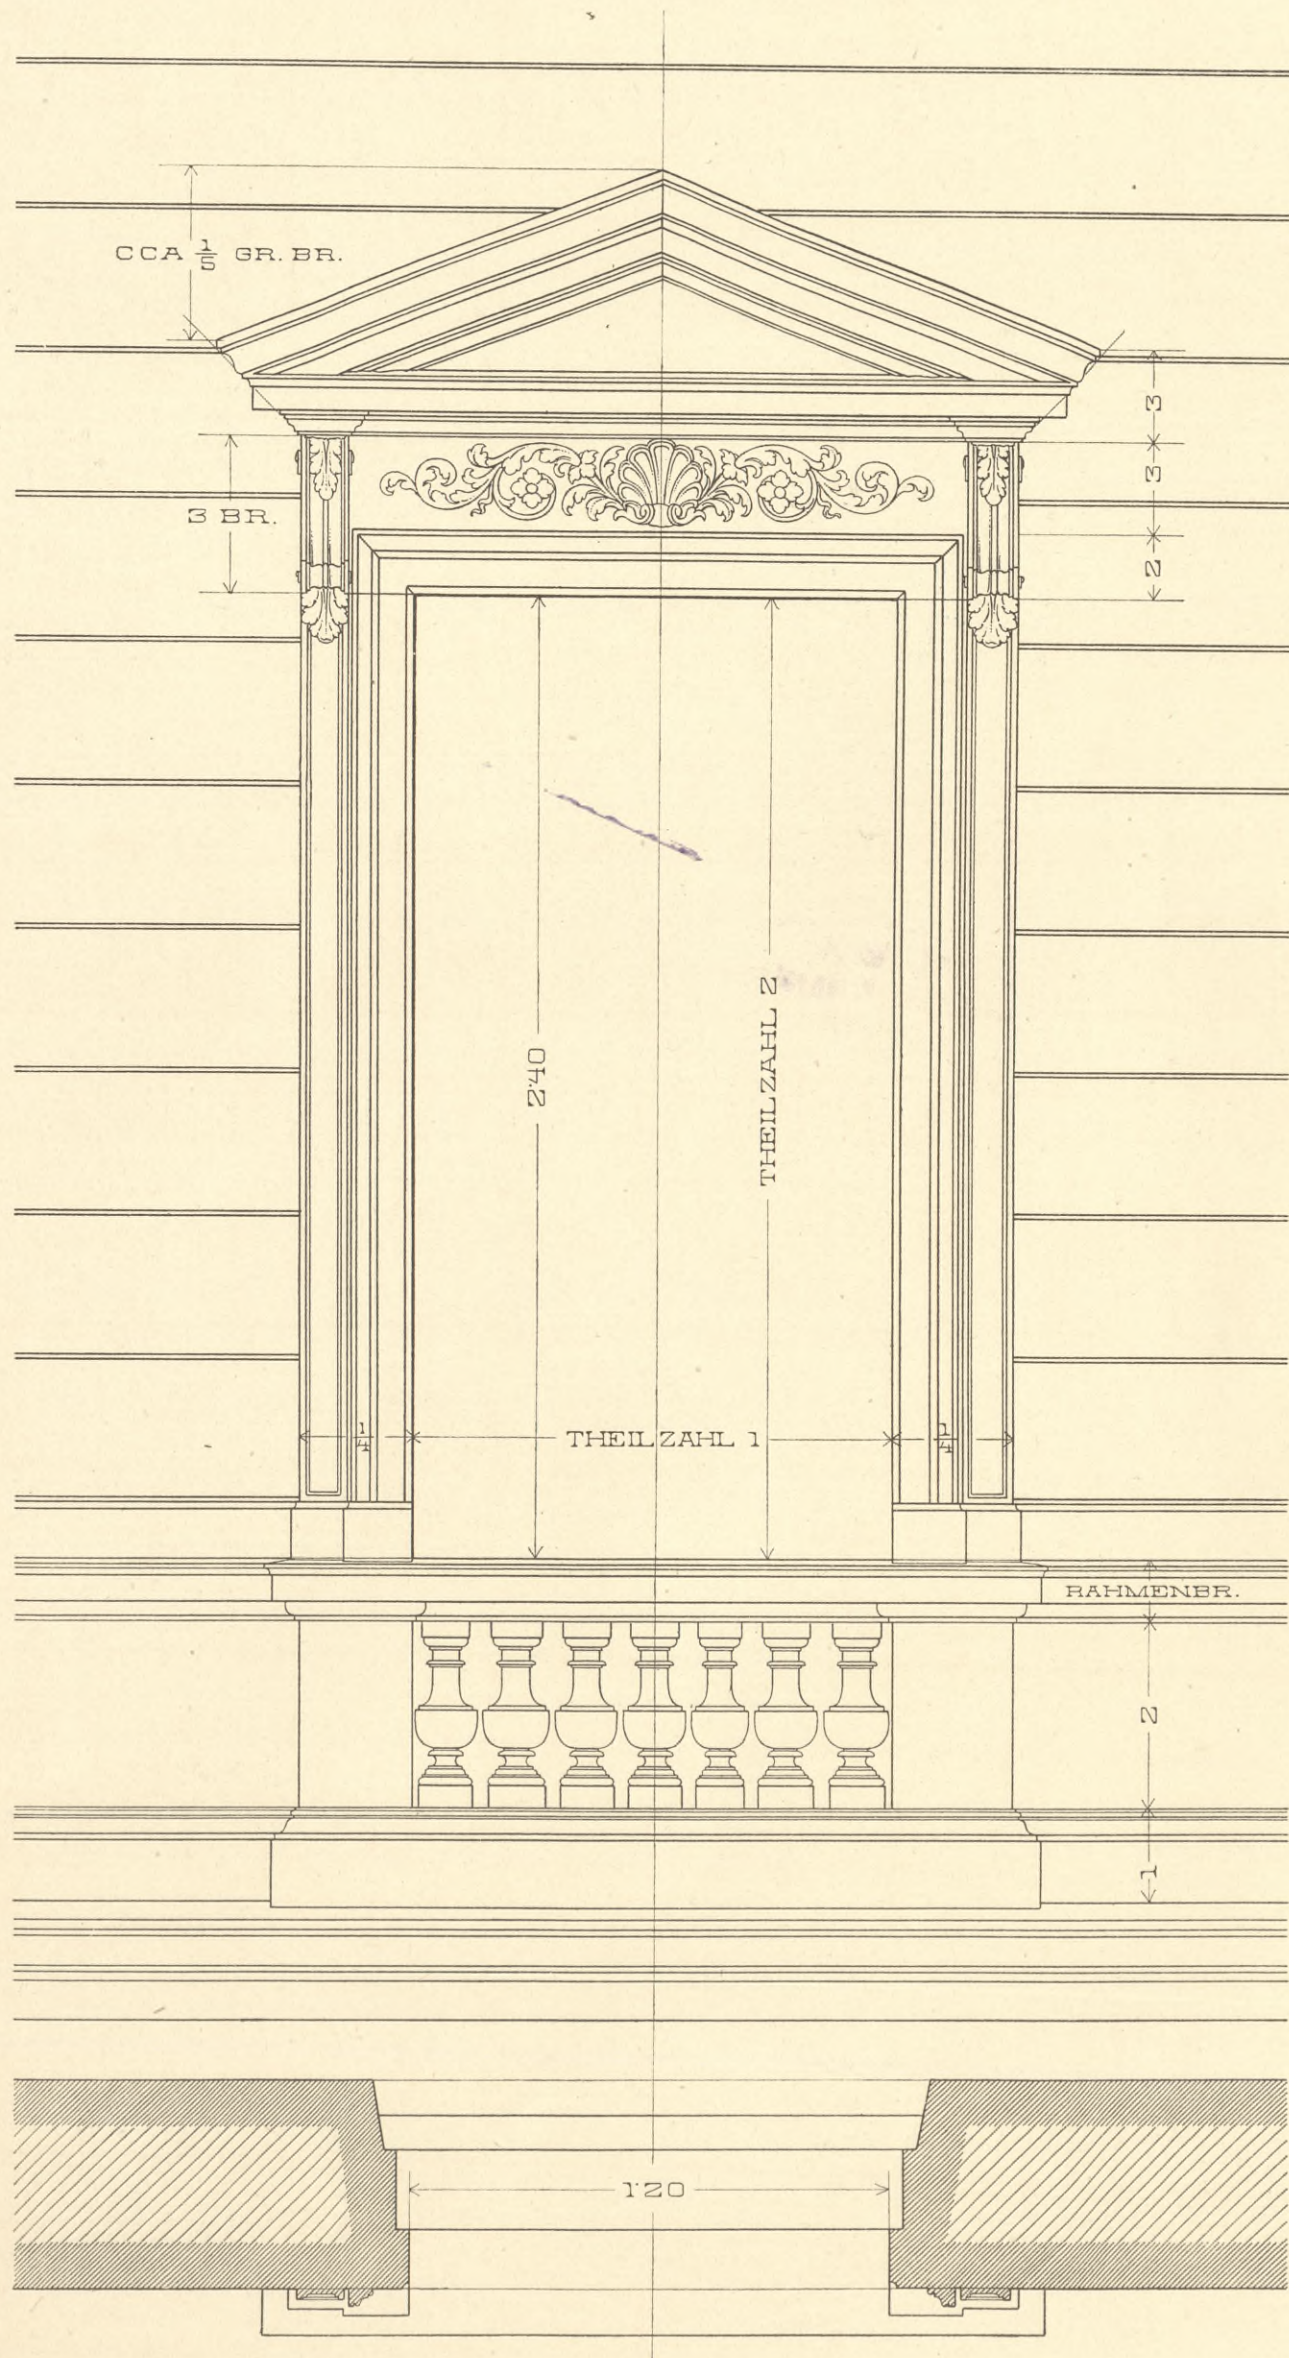 CCA 1/5 GR. BR.
3
3 BR.
3
2
2.40
THEILZAHL 2
1/4
THEILZAHL 1
1/4
RAHMENBR.
2
1
1.20